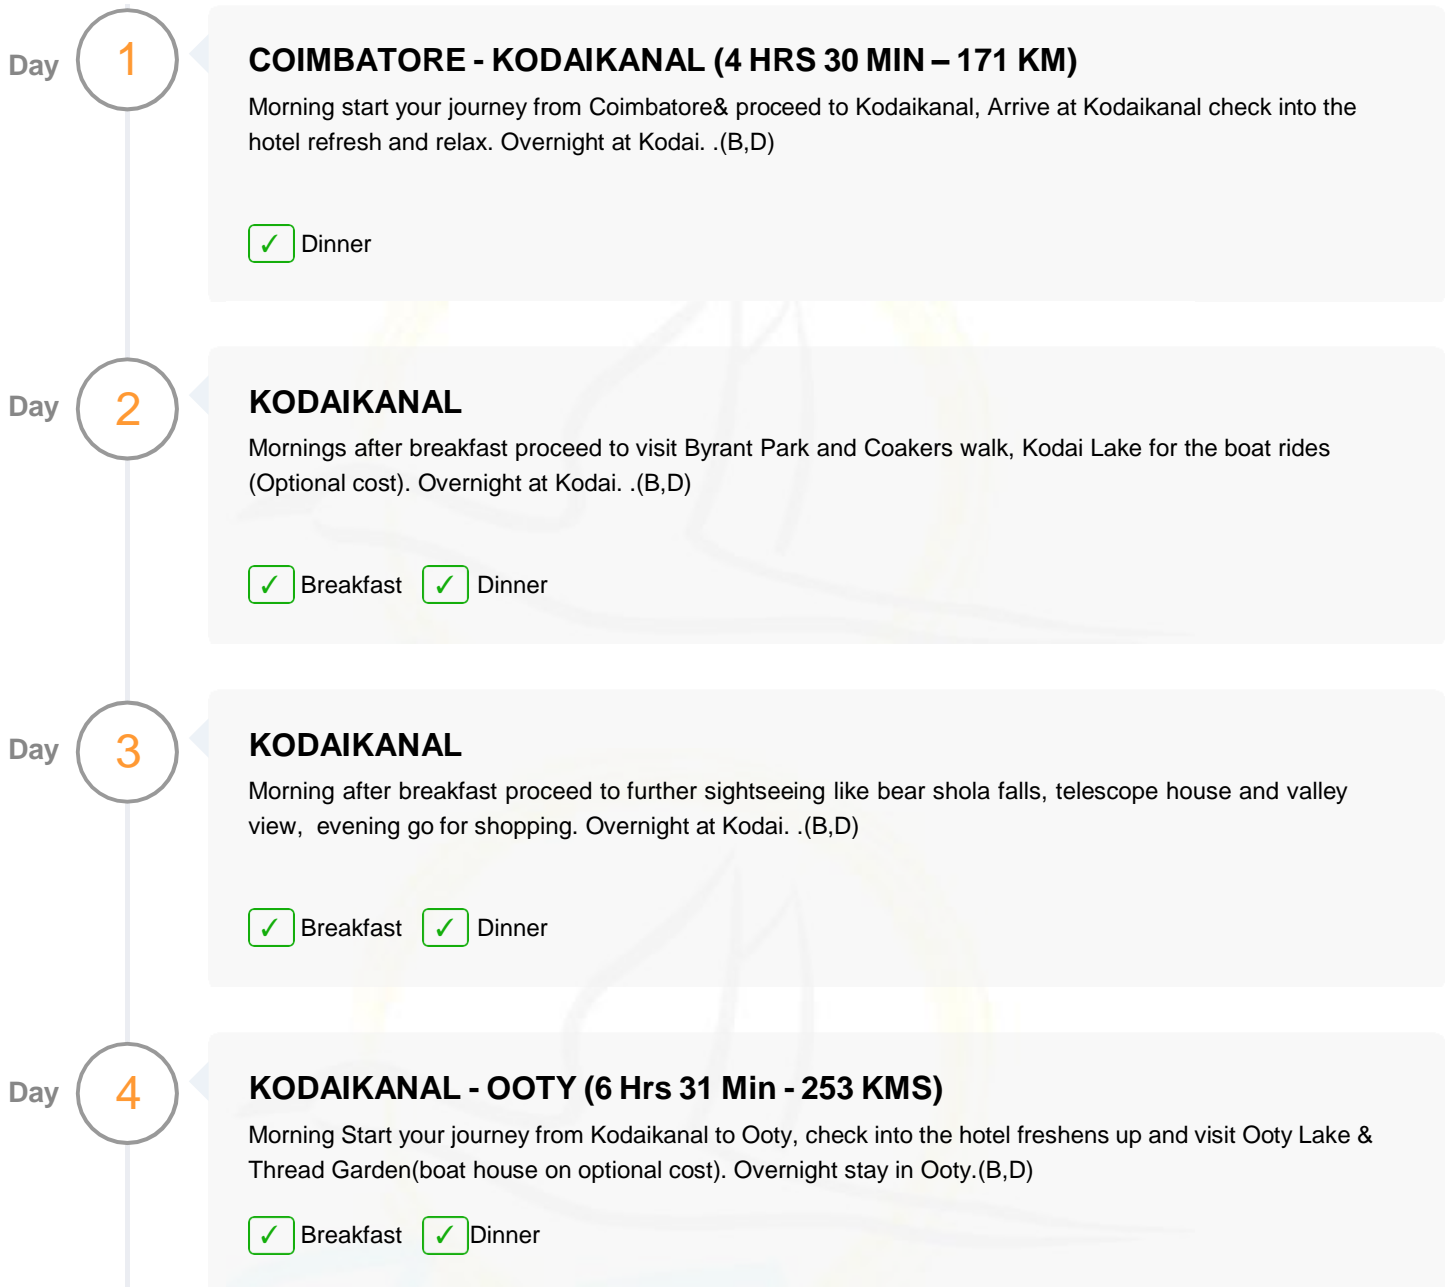 Day 1
COIMBATORE - KODAIKANAL (4 HRS 30 MIN – 171 KM)
Morning start your journey from Coimbatore& proceed to Kodaikanal, Arrive at Kodaikanal check into the
hotel refresh and relax. Overnight at Kodai. .(B,D)
✓ Dinner
Day 2
KODAIKANAL
Mornings after breakfast proceed to visit Byrant Park and Coakers walk, Kodai Lake for the boat rides
(Optional cost). Overnight at Kodai. .(B,D)
✓ Breakfast ✓ Dinner
Day 3
KODAIKANAL
Morning after breakfast proceed to further sightseeing like bear shola falls, telescope house and valley
view, evening go for shopping. Overnight at Kodai. .(B,D)
✓ Breakfast ✓ Dinner
Day 4
KODAIKANAL - OOTY (6 Hrs 31 Min - 253 KMS)
Morning Start your journey from Kodaikanal to Ooty, check into the hotel freshens up and visit Ooty Lake &
Thread Garden(boat house on optional cost). Overnight stay in Ooty.(B,D)
✓ Breakfast ✓ Dinner